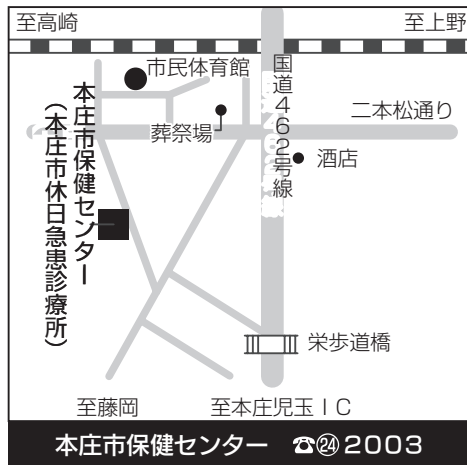 至高崎
至上野
市民体育館
国道462号線
二本松通り
葬祭場
酒店
本庄市保健センター
（本庄市休日急患診療所）
栄歩道橋
至藤岡
至本庄児玉IC
本庄市保健センター ☎㉔2003